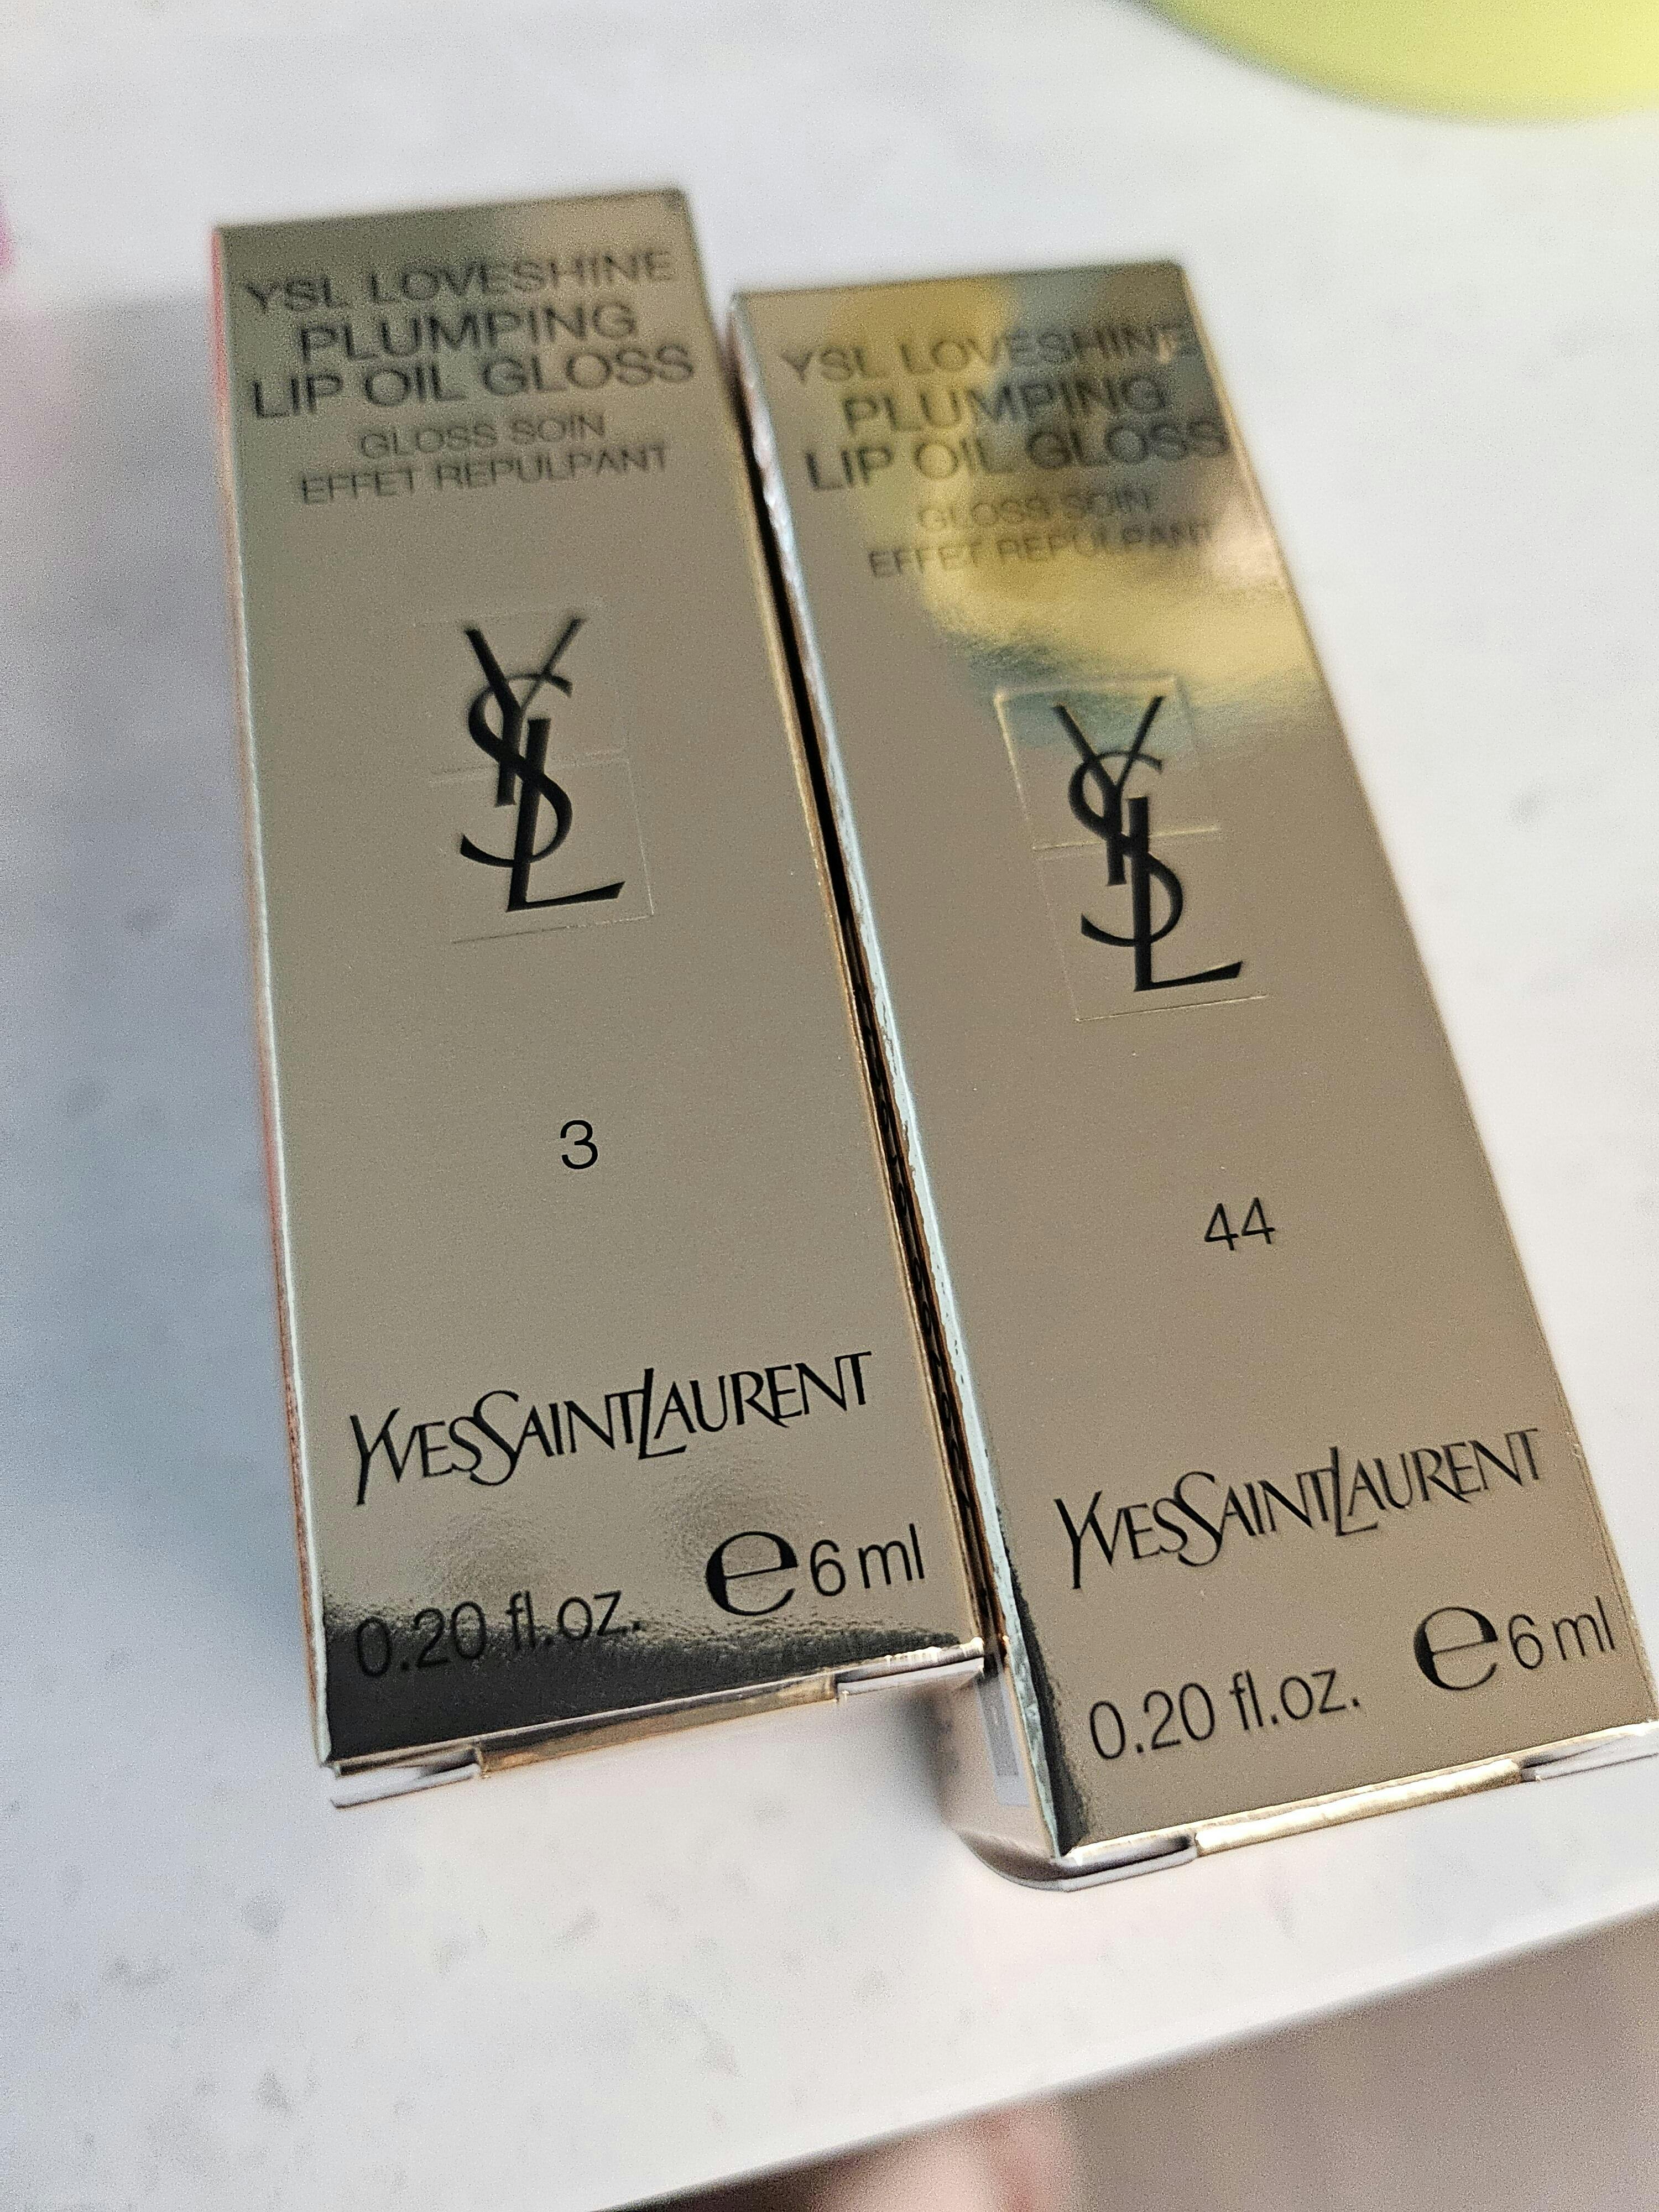 YSL LOVESHINE
PLUMPING
LIP OIL GLOSS
GLOSS SOIN
EFFET REPULPANT
YSL
3
YVESSAINTLAURENT
0.20 fl.oz. ℮6 ml
YSL LOVESHINE
PLUMPING
LIP OIL GLOSS
GLOSS SOIN
EFFET REPULPANT
YSL
44
YVESSAINTLAURENT
0.20 fl.oz. ℮6 ml